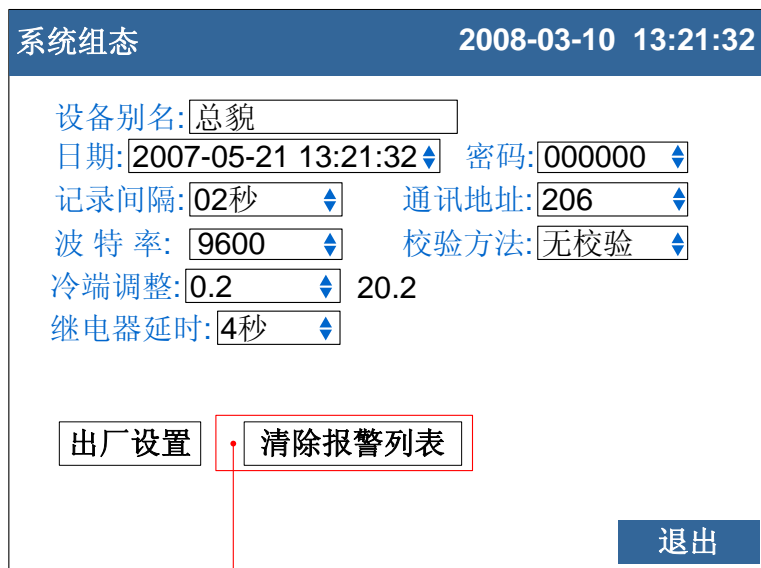 系统组态 2008-03-10 13:21:32
设备别名: 总貌
日期: 2007-05-21 13:21:32 密码: 000000
记录间隔: 02秒 通讯地址: 206
波 特 率: 9600 校验方法: 无校验
冷端调整: 0.2 20.2
继电器延时: 4秒
出厂设置 清除报警列表
退出